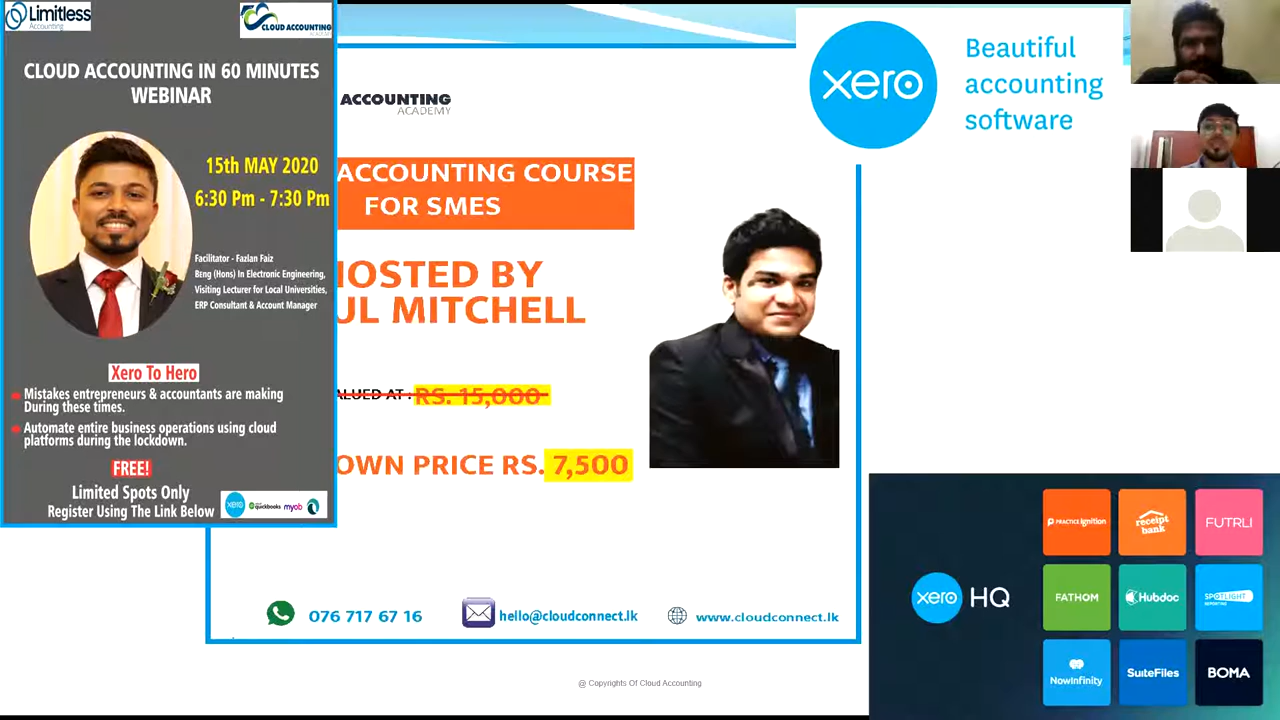 Limitless
Accounting
CLOUD ACCOUNTING
ACADEMY
CLOUD ACCOUNTING IN 60 MINUTES
WEBINAR
15th MAY 2020
6:30 Pm - 7:30 Pm
Facilitator - Fazlan Faiz
Beng (Hons) In Electronic Engineering,
Visiting Lecturer for Local Universities,
ERP Consultant & Account Manager
Xero To Hero
Mistakes entrepreneurs & accountants are making
During these times.
Automate entire business operations using cloud
platforms during the lockdown.
FREE!
Limited Spots Only
Register Using The Link Below
xero
quickbooks
myob
ACCOUNTING
ACADEMY
ACCOUNTING COURSE
FOR SMES
HOSTED BY
UL MITCHELL
ALUED AT : RS. 15,000
OWN PRICE RS. 7,500
076 717 67 16
hello@cloudconnect.lk
www.cloudconnect.lk
@ Copyrights Of Cloud Accounting
xero
Beautiful
accounting
software
xero HQ
PRACTICE ignition
receipt
bank
FUTRLI
FATHOM
Hubdoc
SPOTLIGHT
REPORTING
NowInfinity
SuiteFiles
BOMA